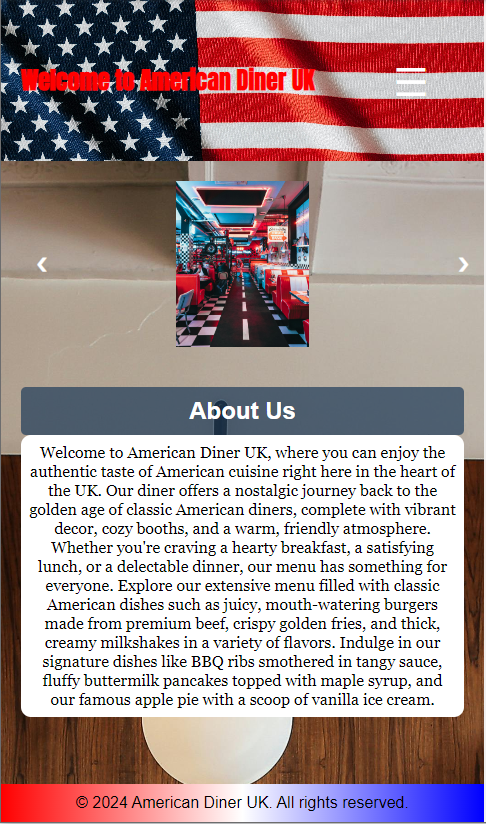 Welcome to American Diner UK
‹
›
About Us
Welcome to American Diner UK, where you can enjoy the
authentic taste of American cuisine right here in the heart of
the UK. Our diner offers a nostalgic journey back to the
golden age of classic American diners, complete with vibrant
decor, cozy booths, and a warm, friendly atmosphere.
Whether you're craving a hearty breakfast, a satisfying
lunch, or a delectable dinner, our menu has something for
everyone. Explore our extensive menu filled with classic
American dishes such as juicy, mouth-watering burgers
made from premium beef, crispy golden fries, and thick,
creamy milkshakes in a variety of flavors. Indulge in our
signature dishes like BBQ ribs smothered in tangy sauce,
fluffy buttermilk pancakes topped with maple syrup, and
our famous apple pie with a scoop of vanilla ice cream.
© 2024 American Diner UK. All rights reserved.